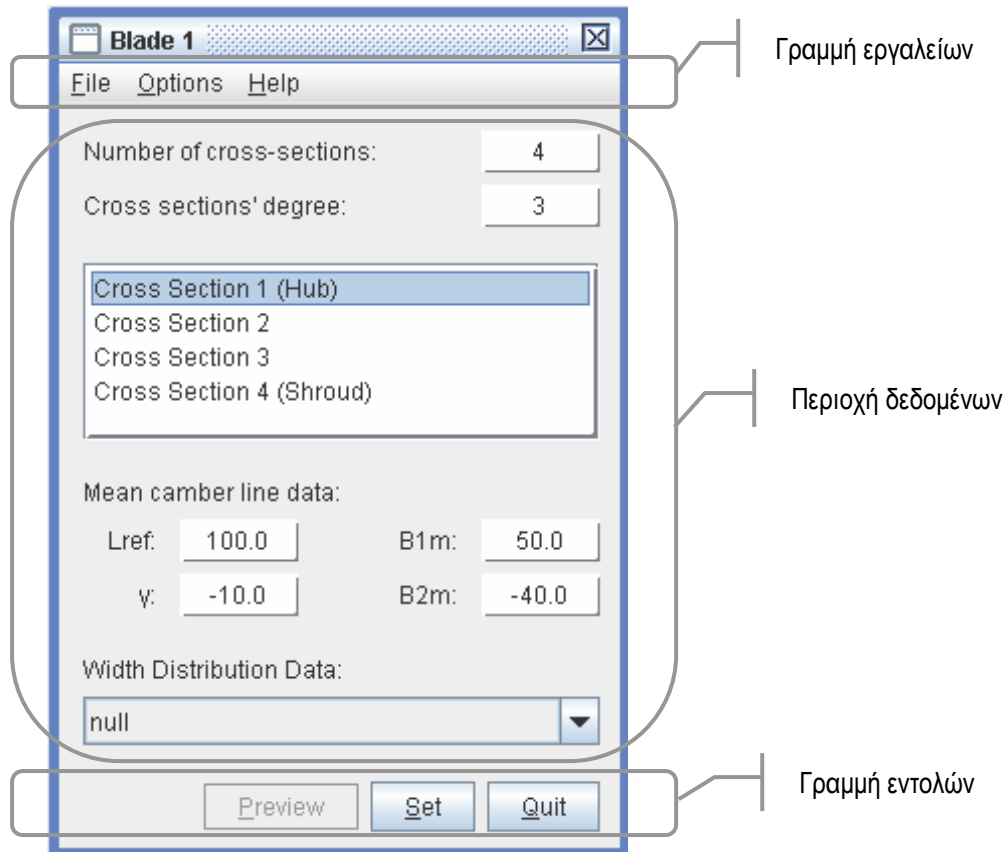 Blade 1
Γραμμή εργαλείων
File Options Help
Number of cross-sections: 4
Cross sections' degree: 3
Cross Section 1 (Hub)
Cross Section 2
Cross Section 3
Cross Section 4 (Shroud)
Περιοχή δεδομένων
Mean camber line data:
Lref: 100.0 B1m: 50.0
γ: -10.0 B2m: -40.0
Width Distribution Data:
null
Γραμμή εντολών
Preview Set Quit